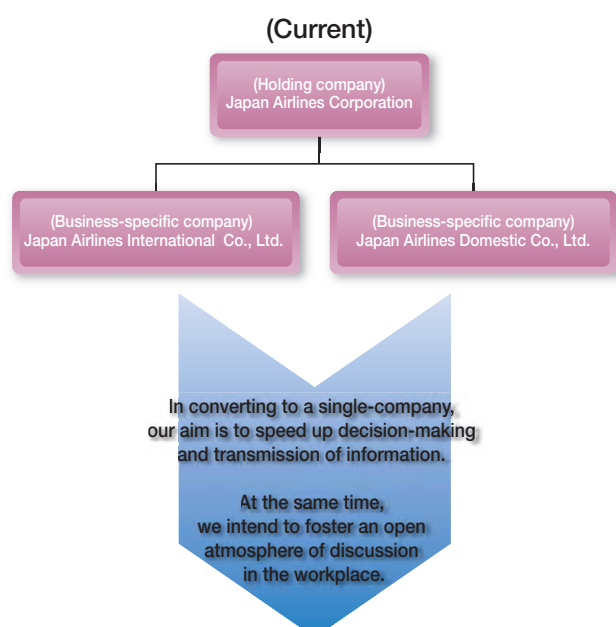 (Current)
(Holding company)
Japan Airlines Corporation
(Business-specific company)
Japan Airlines International Co., Ltd.
(Business-specific company)
Japan Airlines Domestic Co., Ltd.
In converting to a single-company,
our aim is to speed up decision-making
and transmission of information.
At the same time,
we intend to foster an open
atmosphere of discussion
in the workplace.